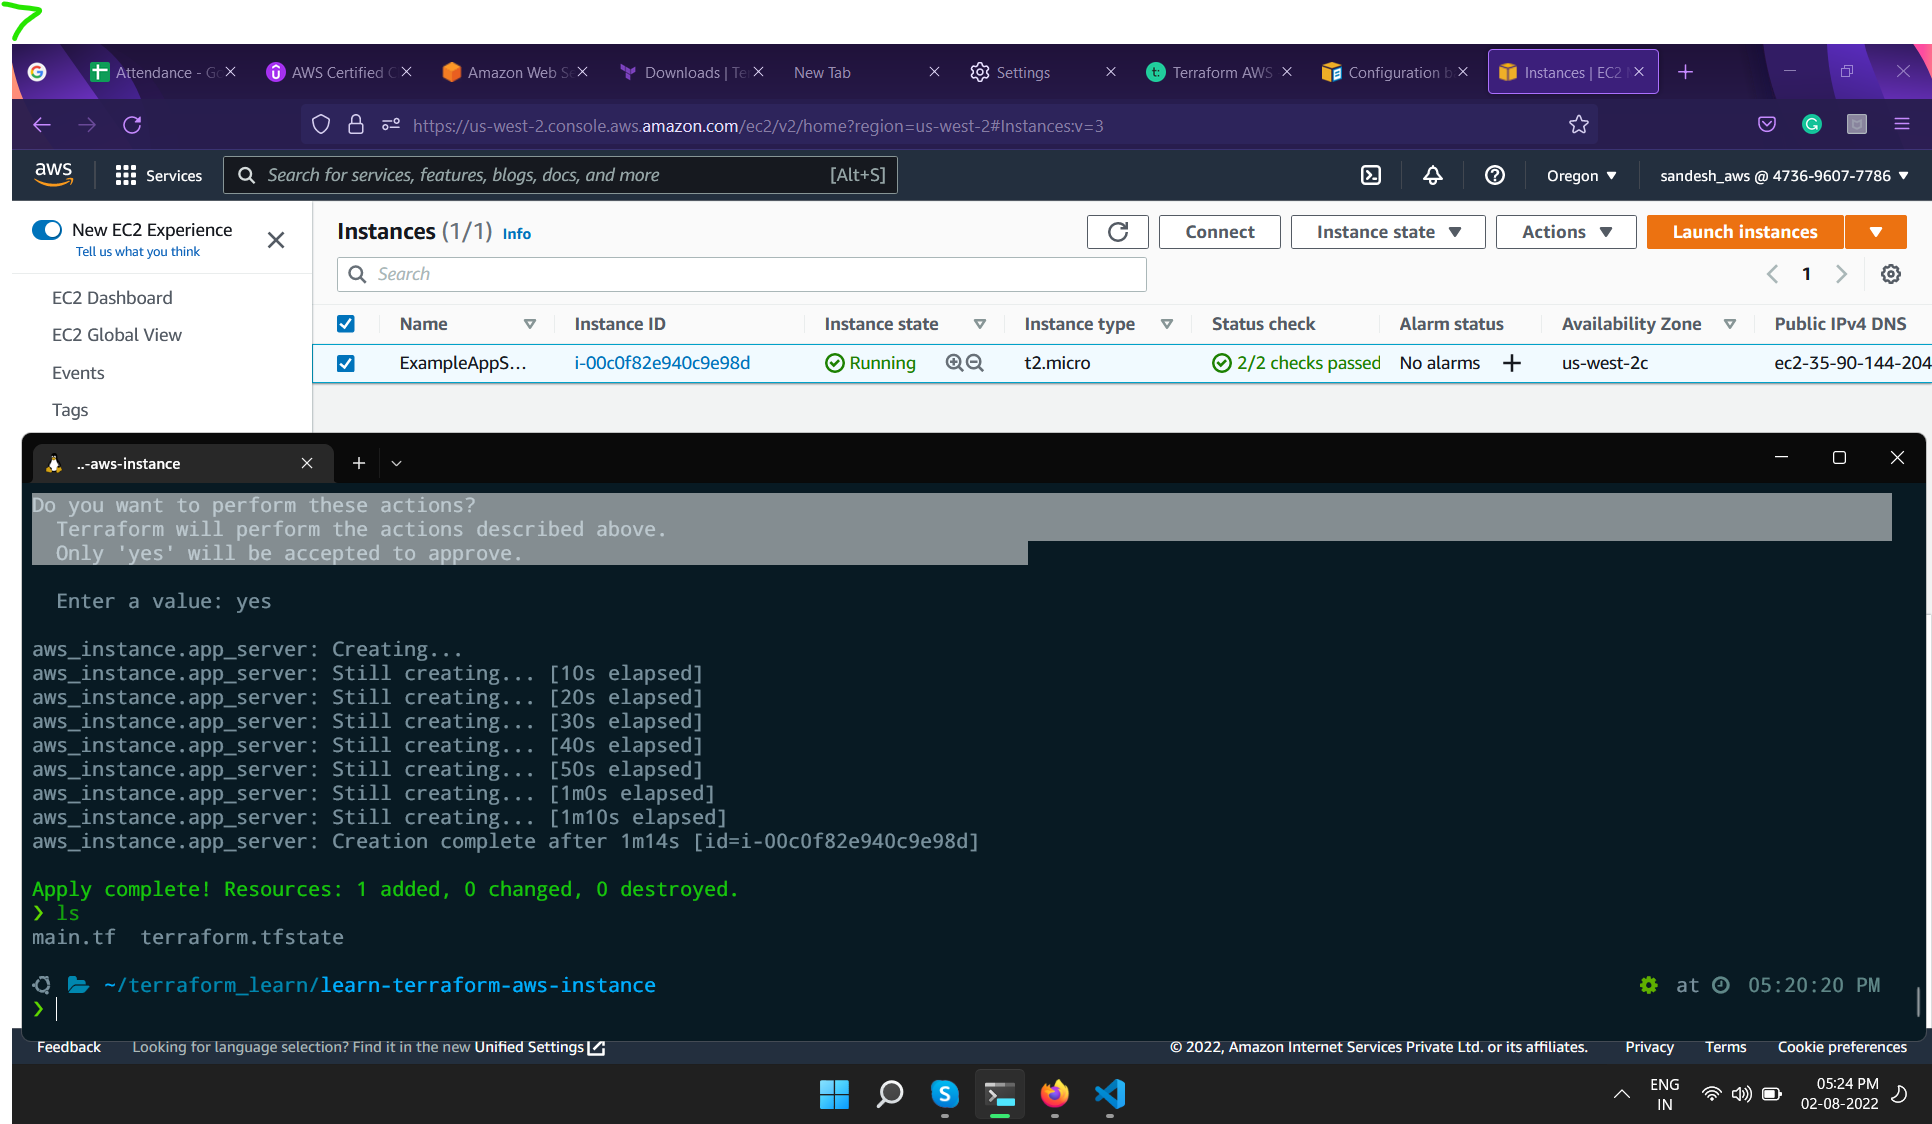 Attendance - Go
AWS Certified C
Amazon Web Se
Downloads | Te
New Tab
Settings
Terraform AWS
Configuration b
Instances | EC2
https://us-west-2.console.aws.amazon.com/ec2/v2/home?region=us-west-2#Instances:v=3
aws
Services
Search for services, features, blogs, docs, and more
[Alt+S]
Oregon
sandesh_aws @ 4736-9607-7786
New EC2 Experience
Tell us what you think
EC2 Dashboard
EC2 Global View
Events
Tags
Instances (1/1) Info
Connect
Instance state
Actions
Launch instances
Search
1
Name
Instance ID
Instance state
Instance type
Status check
Alarm status
Availability Zone
Public IPv4 DNS
ExampleAppS...
i-00c0f82e940c9e98d
Running
t2.micro
2/2 checks passed
No alarms
us-west-2c
ec2-35-90-144-204
..-aws-instance
Do you want to perform these actions?
Terraform will perform the actions described above.
Only 'yes' will be accepted to approve.
Enter a value: yes
aws_instance.app_server: Creating...
aws_instance.app_server: Still creating... [10s elapsed]
aws_instance.app_server: Still creating... [20s elapsed]
aws_instance.app_server: Still creating... [30s elapsed]
aws_instance.app_server: Still creating... [40s elapsed]
aws_instance.app_server: Still creating... [50s elapsed]
aws_instance.app_server: Still creating... [1m0s elapsed]
aws_instance.app_server: Still creating... [1m10s elapsed]
aws_instance.app_server: Creation complete after 1m14s [id=i-00c0f82e940c9e98d]
Apply complete! Resources: 1 added, 0 changed, 0 destroyed.
❯ ls
main.tf terraform.tfstate
~/terraform_learn/learn-terraform-aws-instance
at 05:20:20 PM
❯
Feedback
Looking for language selection? Find it in the new Unified Settings
© 2022, Amazon Internet Services Private Ltd. or its affiliates.
Privacy
Terms
Cookie preferences
ENG
IN
05:24 PM
02-08-2022